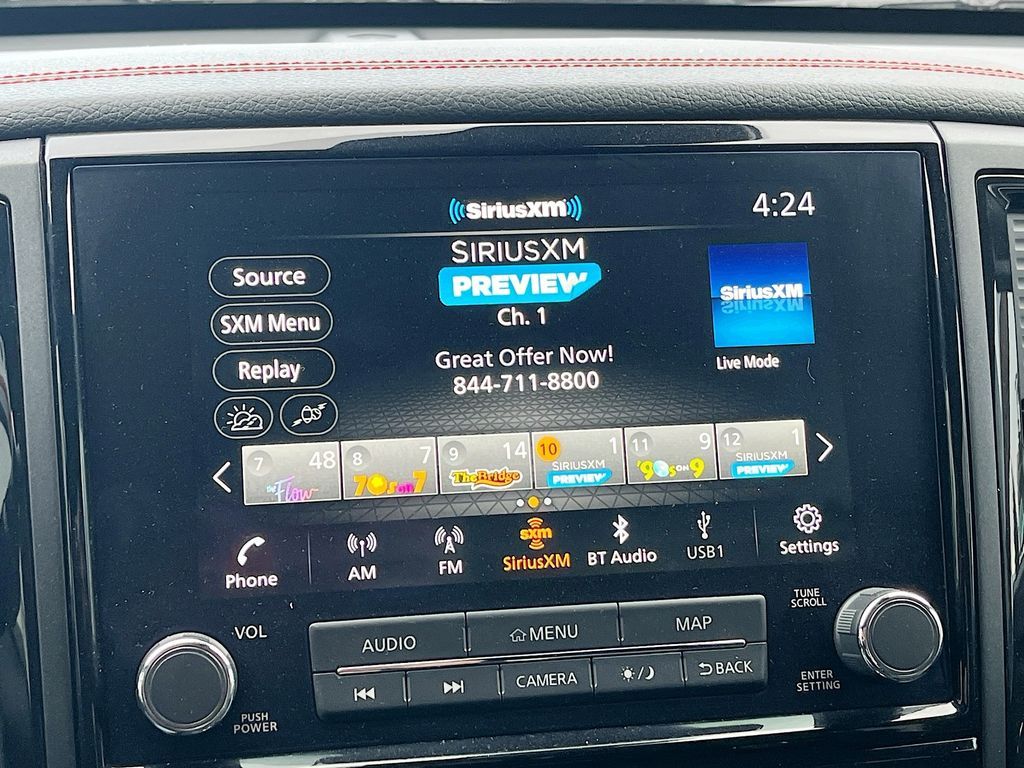 SiriusXM
4:24
SIRIUSXM
PREVIEW
Ch. 1
Source
SXM Menu
Replay
SiriusXM
Live Mode
Great Offer Now!
844-711-8800
7 48
the Flow
8 7
70s on 7
9 14
The Bridge
10 1
SIRIUSXM
PREVIEW
11 9
'90s ON 9
12 1
SIRIUSXM
PREVIEW
Phone
AM
FM
sxm
SiriusXM
BT Audio
USB1
Settings
VOL
PUSH
POWER
AUDIO
MENU
MAP
CAMERA
BACK
TUNE
SCROLL
ENTER
SETTING